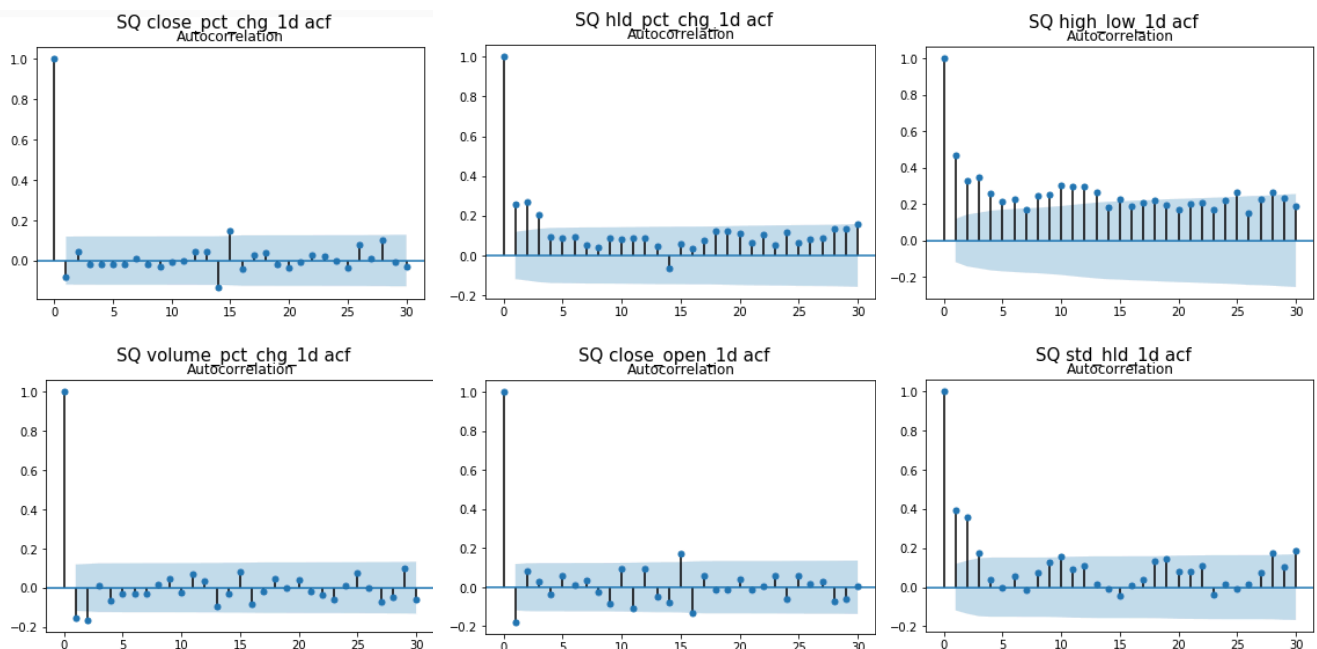 SQ close_pct_chg_1d acf
Autocorrelation
1.0
0.8
0.6
0.4
0.2
0.0
0 5 10 15 20 25 30
SQ hld_pct_chg_1d acf
Autocorrelation
1.0
0.8
0.6
0.4
0.2
0.0
−0.2
0 5 10 15 20 25 30
SQ high_low_1d acf
Autocorrelation
1.0
0.8
0.6
0.4
0.2
0.0
−0.2
0 5 10 15 20 25 30
SQ volume_pct_chg_1d acf
Autocorrelation
1.0
0.8
0.6
0.4
0.2
0.0
−0.2
0 5 10 15 20 25 30
SQ close_open_1d acf
Autocorrelation
1.0
0.8
0.6
0.4
0.2
0.0
−0.2
0 5 10 15 20 25 30
SQ std_hld_1d acf
Autocorrelation
1.0
0.8
0.6
0.4
0.2
0.0
−0.2
0 5 10 15 20 25 30